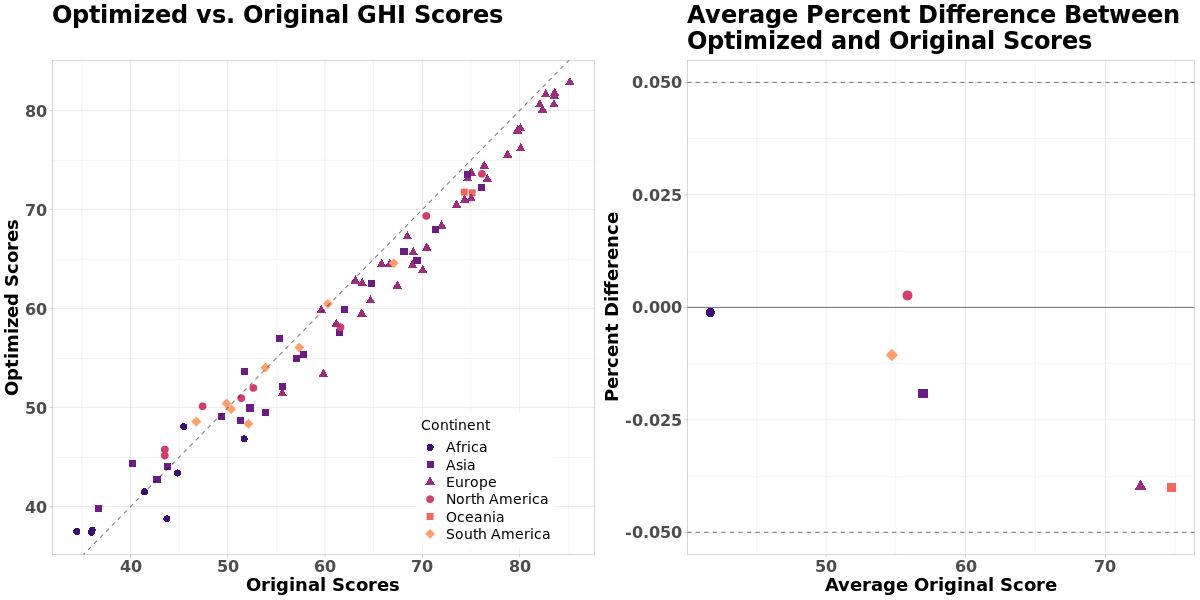 Optimized vs. Original GHI Scores
Optimized Scores
80
70
60
50
40
40
50
60
70
80
Original Scores
Continent
Africa
Asia
Europe
North America
Oceania
South America
Average Percent Difference Between
Optimized and Original Scores
Percent Difference
0.050
0.025
0.000
-0.025
-0.050
50
60
70
Average Original Score